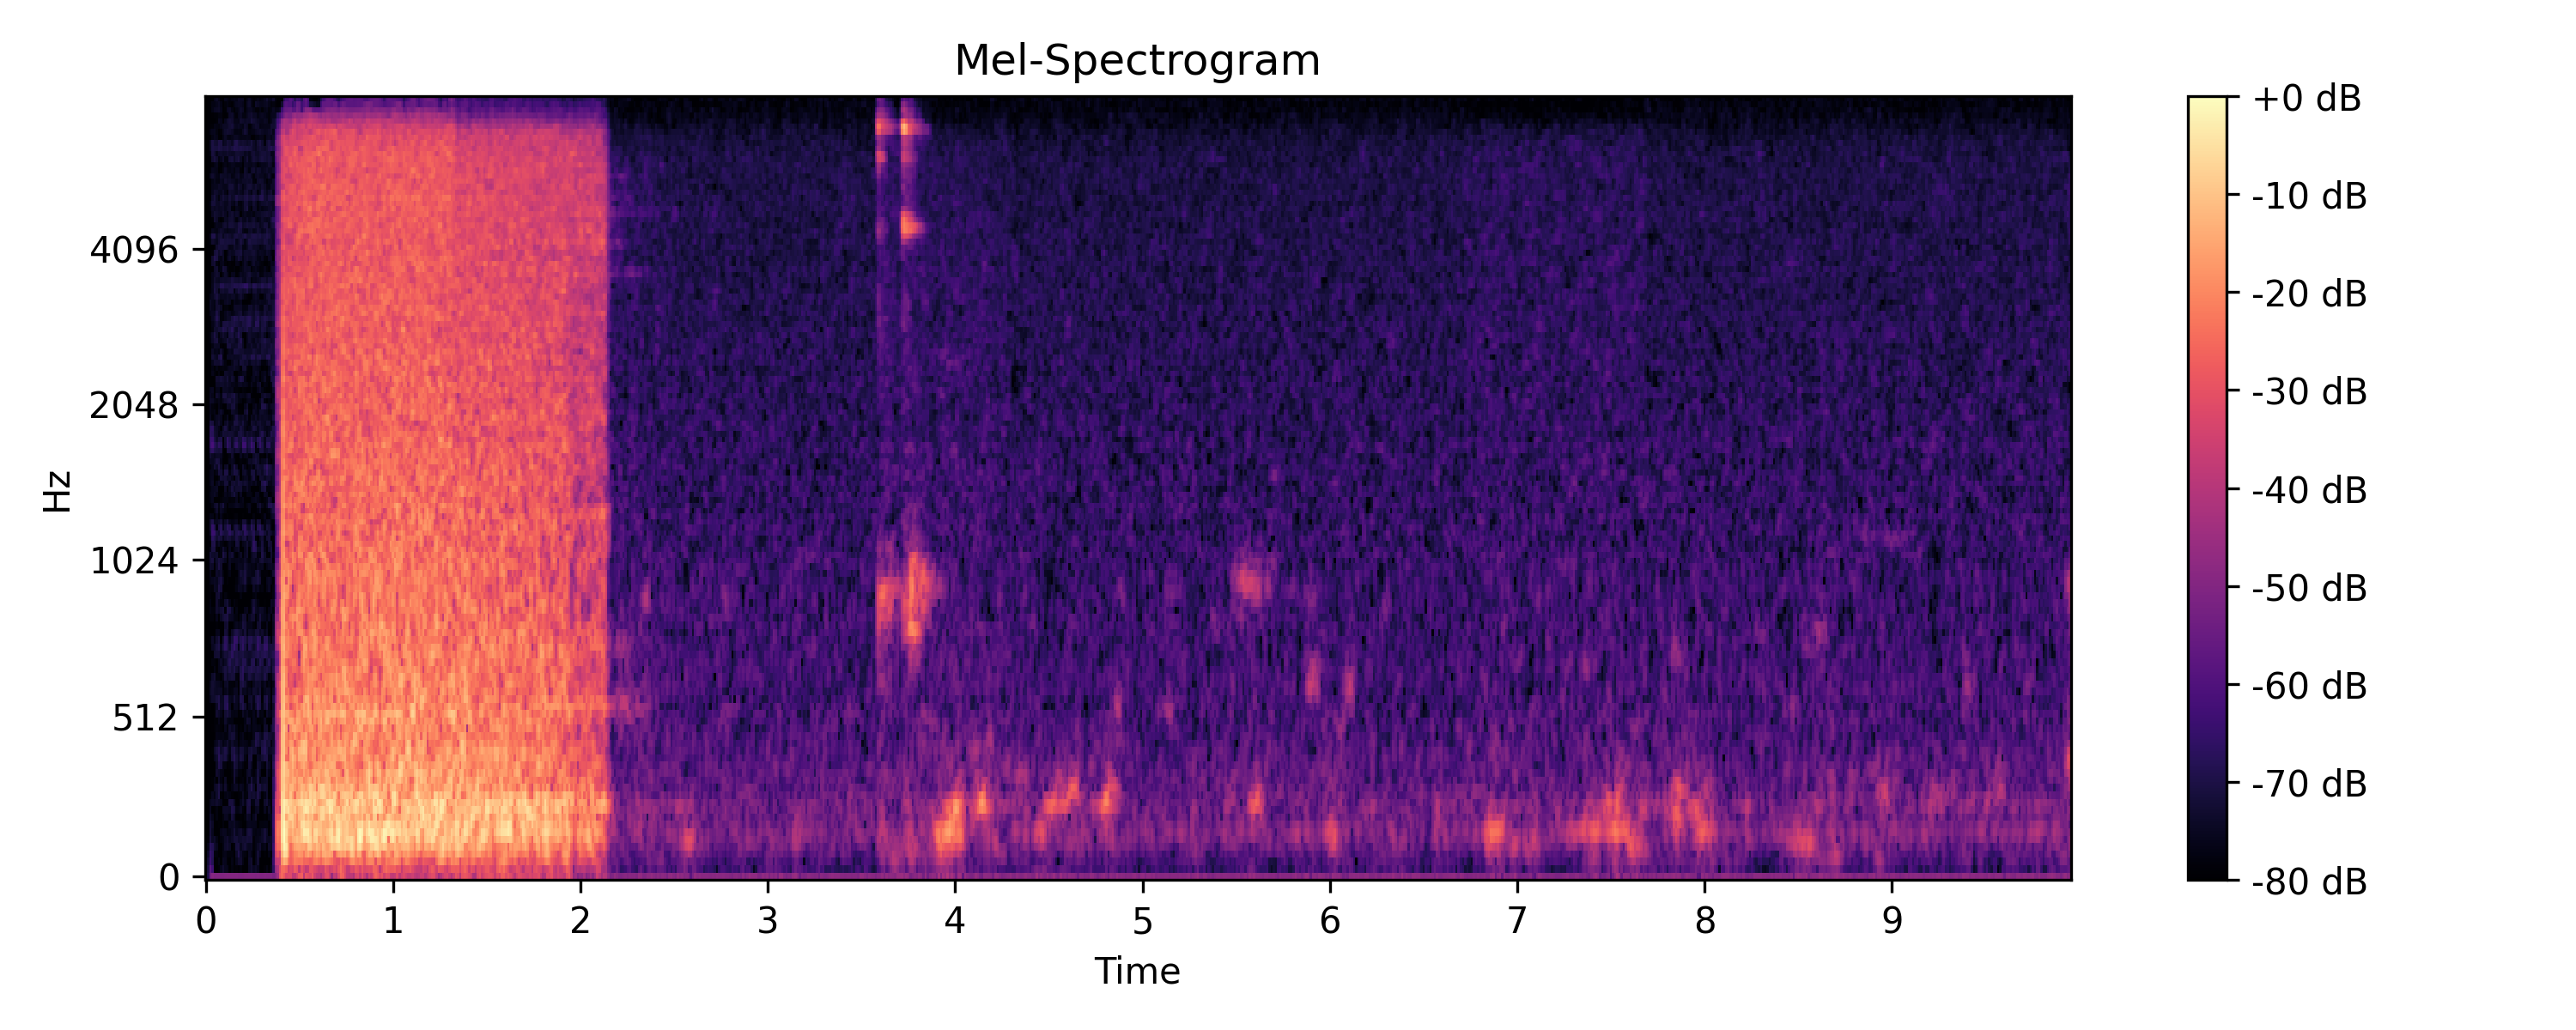 Mel-Spectrogram
Hz
4096
2048
1024
512
0
0 1 2 3 4 5 6 7 8 9
Time
+0 dB
-10 dB
-20 dB
-30 dB
-40 dB
-50 dB
-60 dB
-70 dB
-80 dB